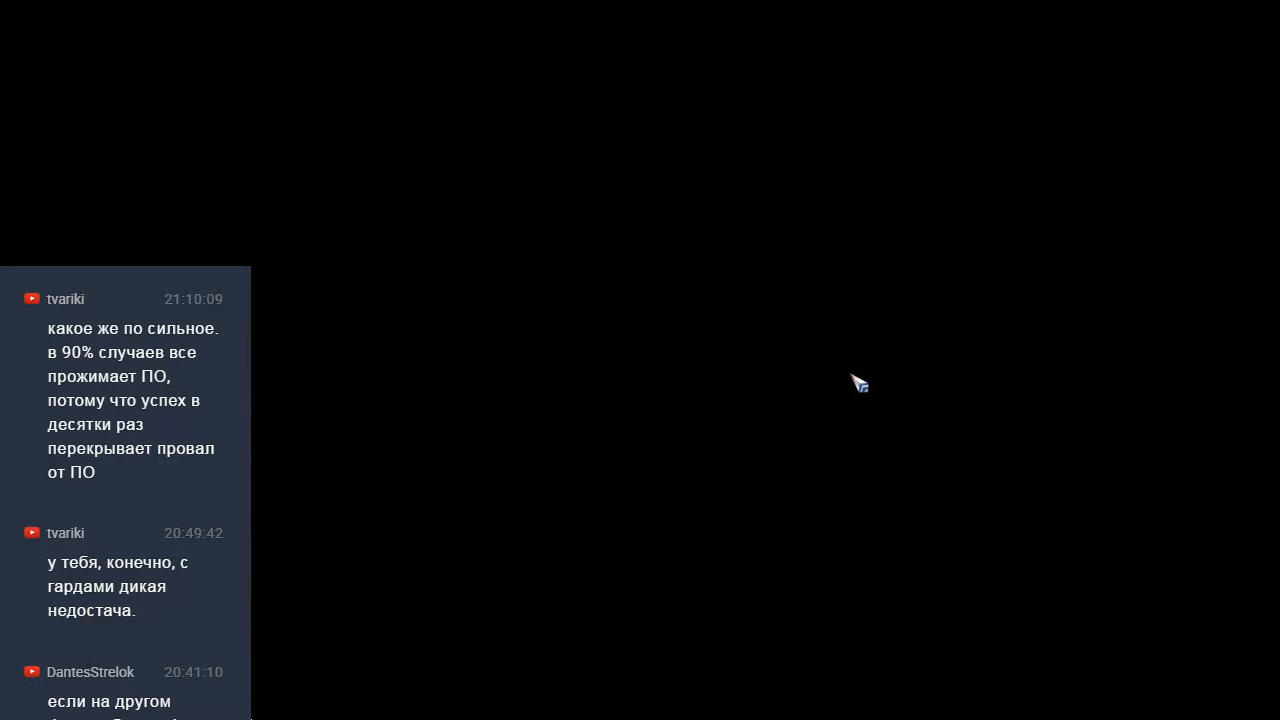 tvariki 21:10:09
какое же по сильное.
в 90% случаев все
прожимает ПО,
потому что успех в
десятки раз
перекрывает провал
от ПО
tvariki 20:49:42
у тебя, конечно, с
гардами дикая
недостача.
DantesStrelok 20:41:10
если на другом